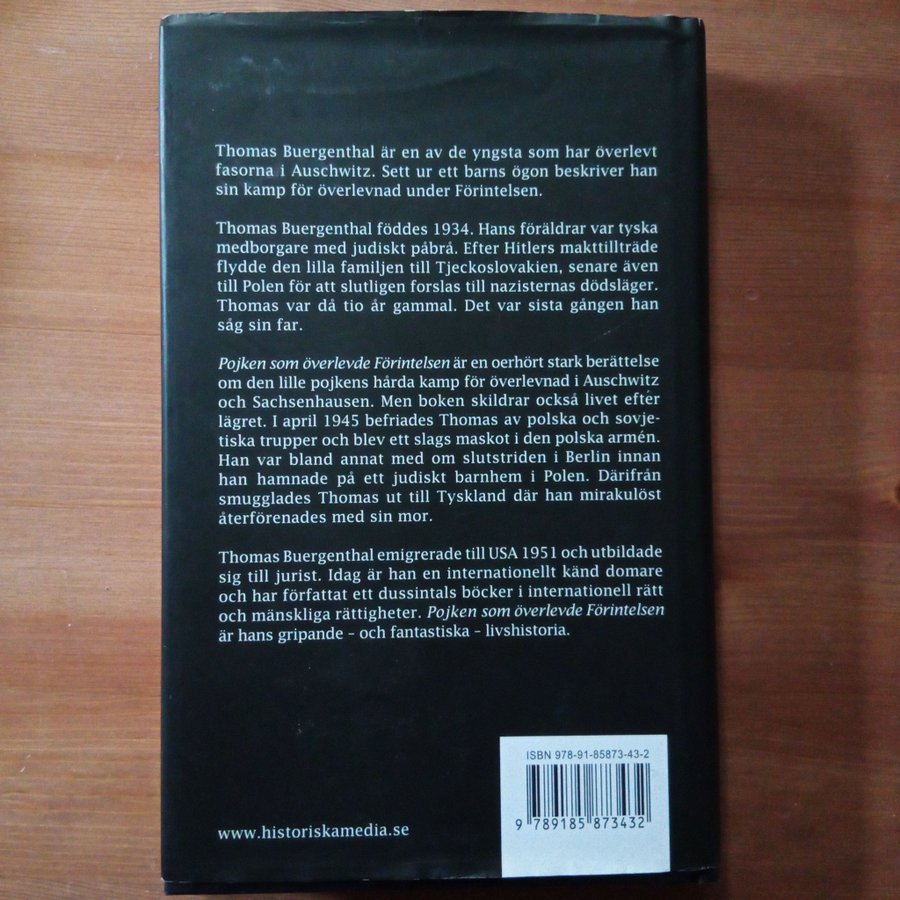 Thomas Buergenthal är en av de yngsta som har överlevt
fasorna i Auschwitz. Sett ur ett barns ögon beskriver han
sin kamp för överlevnad under Förintelsen.
Thomas Buergenthal föddes 1934. Hans föräldrar var tyska
medborgare med judiskt påbrå. Efter Hitlers makttillträde
flydde den lilla familjen till Tjeckoslovakien, senare även
till Polen för att slutligen forslas till nazisternas dödsläger.
Thomas var då tio år gammal. Det var sista gången han
såg sin far.
Pojken som överlevde Förintelsen är en oerhört stark berättelse
om den lille pojkens hårda kamp för överlevnad i Auschwitz
och Sachsenhausen. Men boken skildrar också livet efter
lägret. I april 1945 befriades Thomas av polska och sovje-
tiska trupper och blev ett slags maskot i den polska armén.
Han var bland annat med om slutstriden i Berlin innan
han hamnade på ett judiskt barnhem i Polen. Därifrån
smugglades Thomas ut till Tyskland där han mirakulöst
återförenades med sin mor.
Thomas Buergenthal emigrerade till USA 1951 och utbildade
sig till jurist. Idag är han en internationellt känd domare
och har författat ett dussintals böcker i internationell rätt
och mänskliga rättigheter. Pojken som överlevde Förintelsen
är hans gripande – och fantastiska – livshistoria.
ISBN 978-91-85873-43-2
9 789185 873432
www.historiskamedia.se